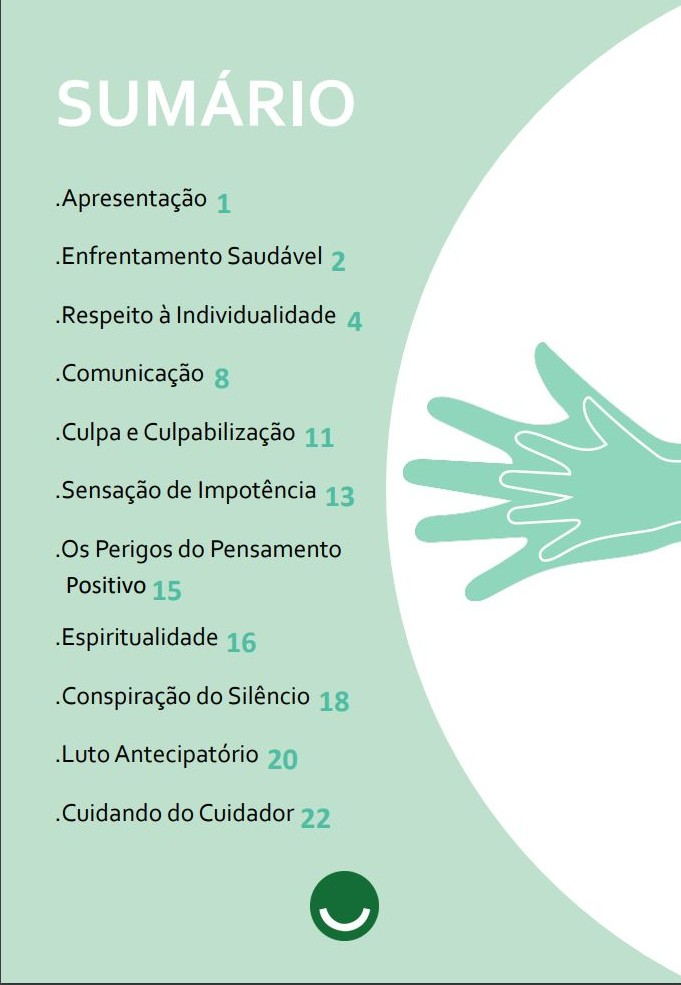 SUMÁRIO
.Apresentação 1
.Enfrentamento Saudável 2
.Respeito à Individualidade 4
.Comunicação 8
.Culpa e Culpabilização 11
.Sensação de Impotência 13
.Os Perigos do Pensamento
Positivo 15
.Espiritualidade 16
.Conspiração do Silêncio 18
.Luto Antecipatório 20
.Cuidando do Cuidador 22